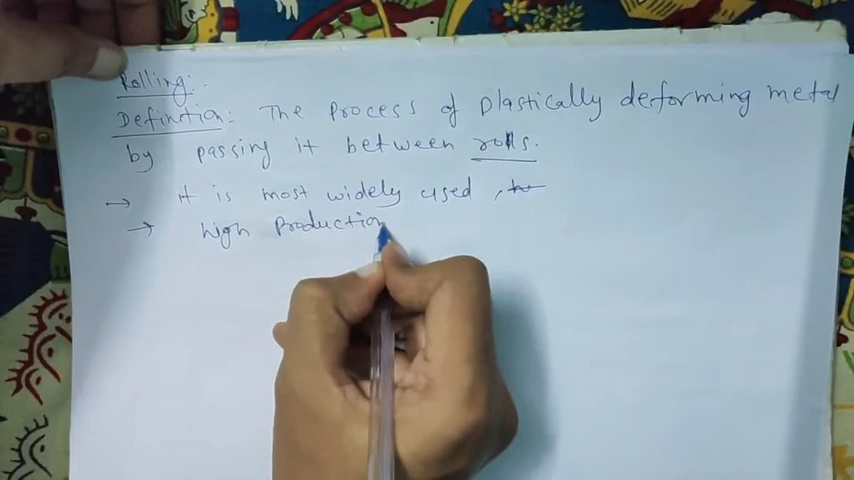 Rolling:
Definition: The process of plastically deforming metal
by passing it between rolls.
→ it is most widely used,
→ high production